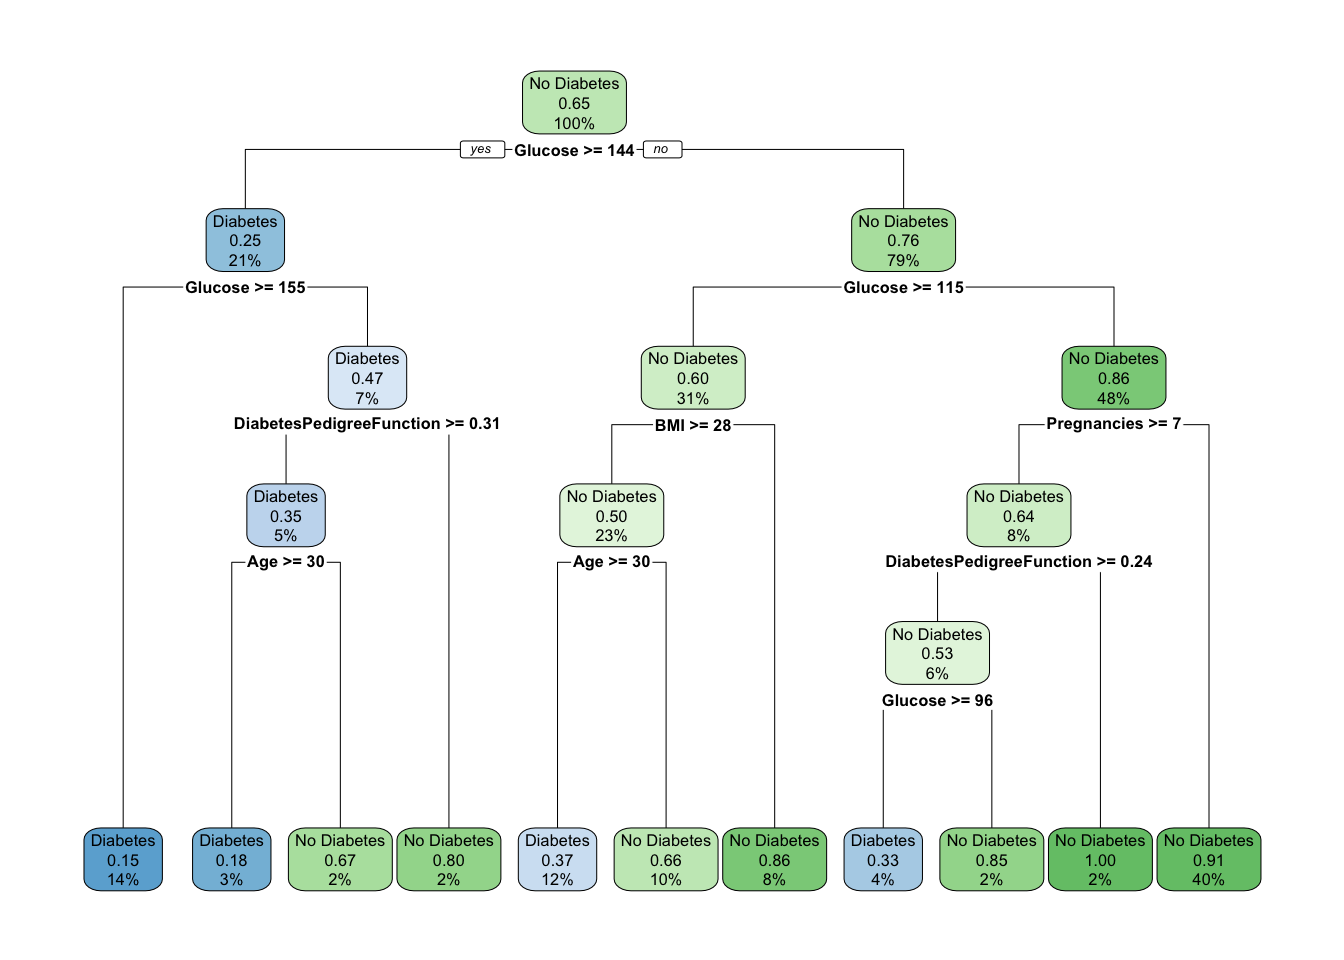 No Diabetes
0.65
100%
yes
Glucose >= 144
no
Diabetes
0.25
21%
No Diabetes
0.76
79%
Glucose >= 155
Glucose >= 115
Diabetes
0.47
7%
No Diabetes
0.60
31%
No Diabetes
0.86
48%
DiabetesPedigreeFunction >= 0.31
BMI >= 28
Pregnancies >= 7
Diabetes
0.35
5%
No Diabetes
0.50
23%
No Diabetes
0.64
8%
Age >= 30
Age >= 30
DiabetesPedigreeFunction >= 0.24
No Diabetes
0.53
6%
Glucose >= 96
Diabetes
0.15
14%
Diabetes
0.18
3%
No Diabetes
0.67
2%
No Diabetes
0.80
2%
Diabetes
0.37
12%
No Diabetes
0.66
10%
No Diabetes
0.86
8%
Diabetes
0.33
4%
No Diabetes
0.85
2%
No Diabetes
1.00
2%
No Diabetes
0.91
40%